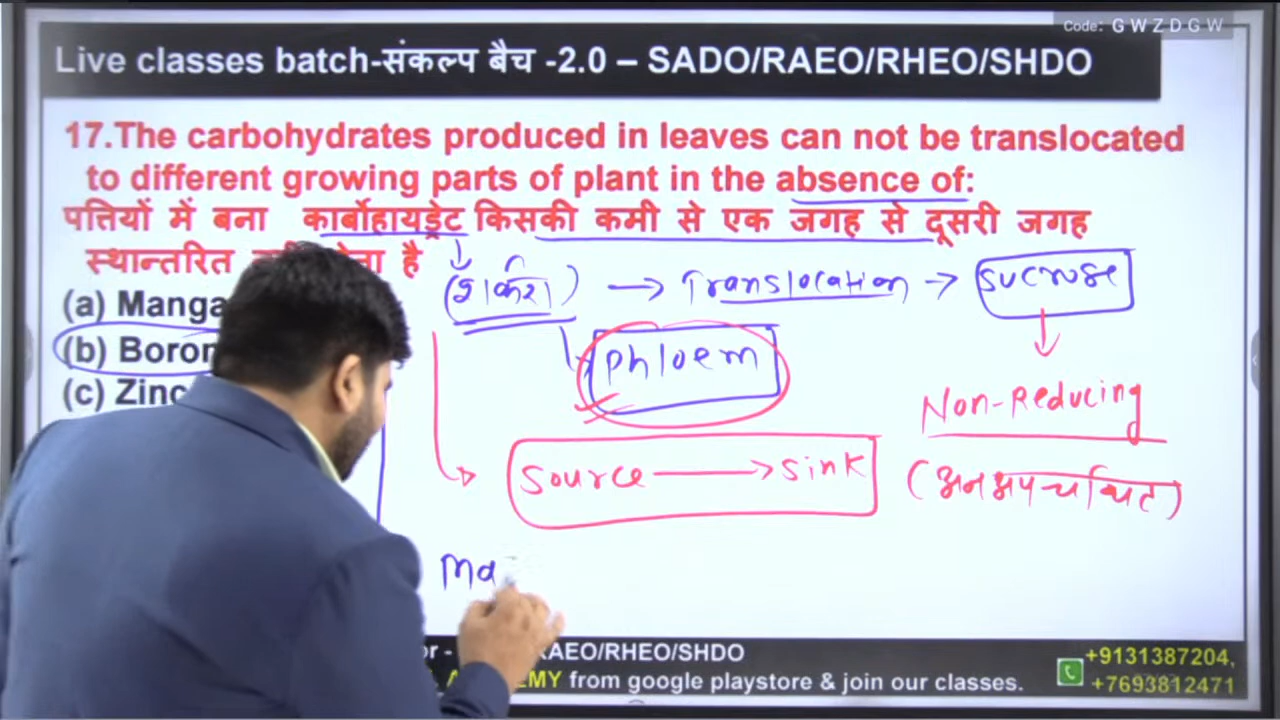 Code: G W Z D G W
Live classes batch-संकल्प बैच -2.0 – SADO/RAEO/RHEO/SHDO
17.The carbohydrates produced in leaves can not be translocated
to different growing parts of plant in the absence of:
पत्तियों में बना कार्बोहायड्रेट किसकी कमी से एक जगह से दूसरी जगह
स्थान्तरित है
(शर्करा) → Translocation → Sucrose
(a) Manga
(b) Boron
Phloem
(c) Zinc
Non-Reducing
Source → Sink
Ma
RAEO/RHEO/SHDO
from google playstore & join our classes.
+9131387204,
+7693812471